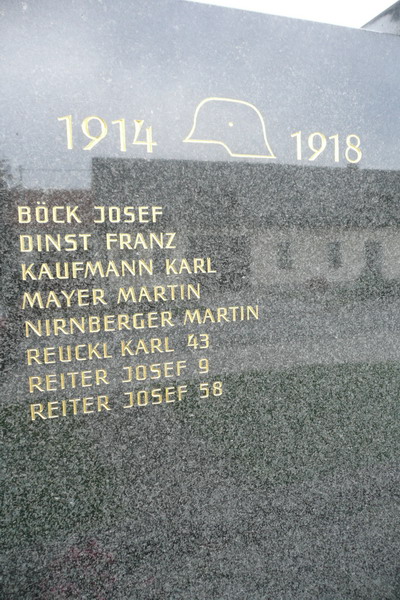 1914 1918
BÖCK JOSEF
DINST FRANZ
KAUFMANN KARL
MAYER MARTIN
NIRNBERGER MARTIN
REUCKL KARL 43
REITER JOSEF 9
REITER JOSEF 58